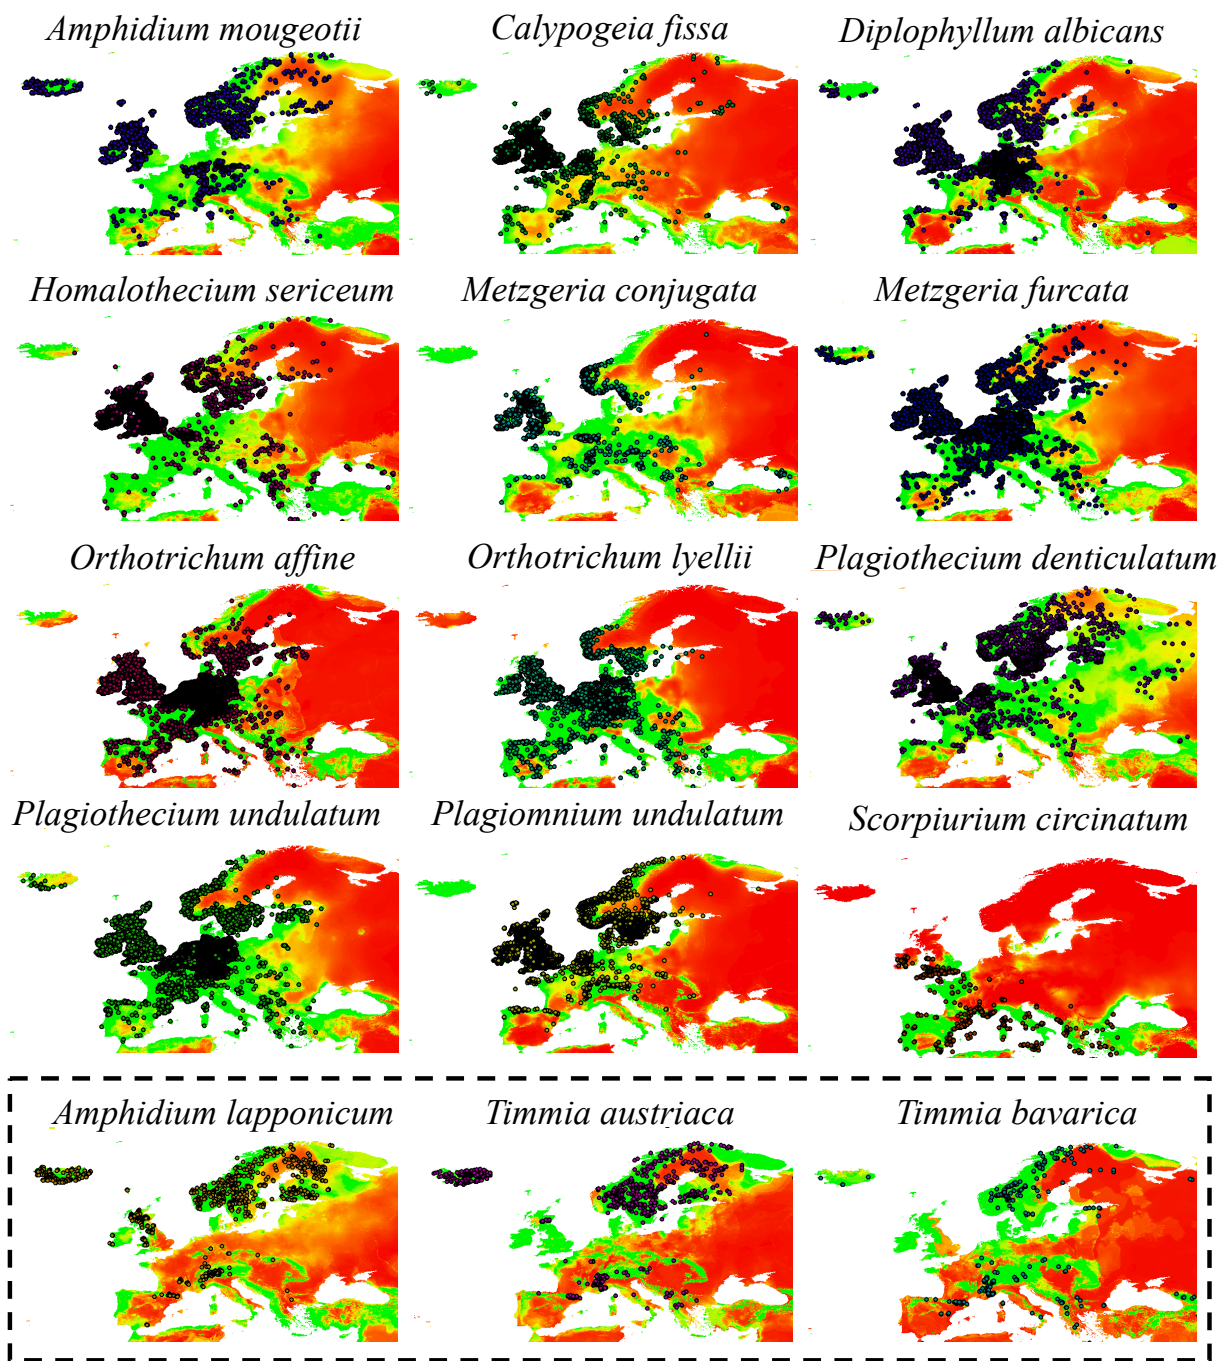 Amphidium mougeotii
Calypogeia fissa
Diplophyllum albicans
Homalothecium sericeum
Metzgeria conjugata
Metzgeria furcata
Orthotrichum affine
Orthotrichum lyellii
Plagiothecium denticulatum
Plagiothecium undulatum
Plagiomnium undulatum
Scorpiurium circinatum
Amphidium lapponicum
Timmia austriaca
Timmia bavarica